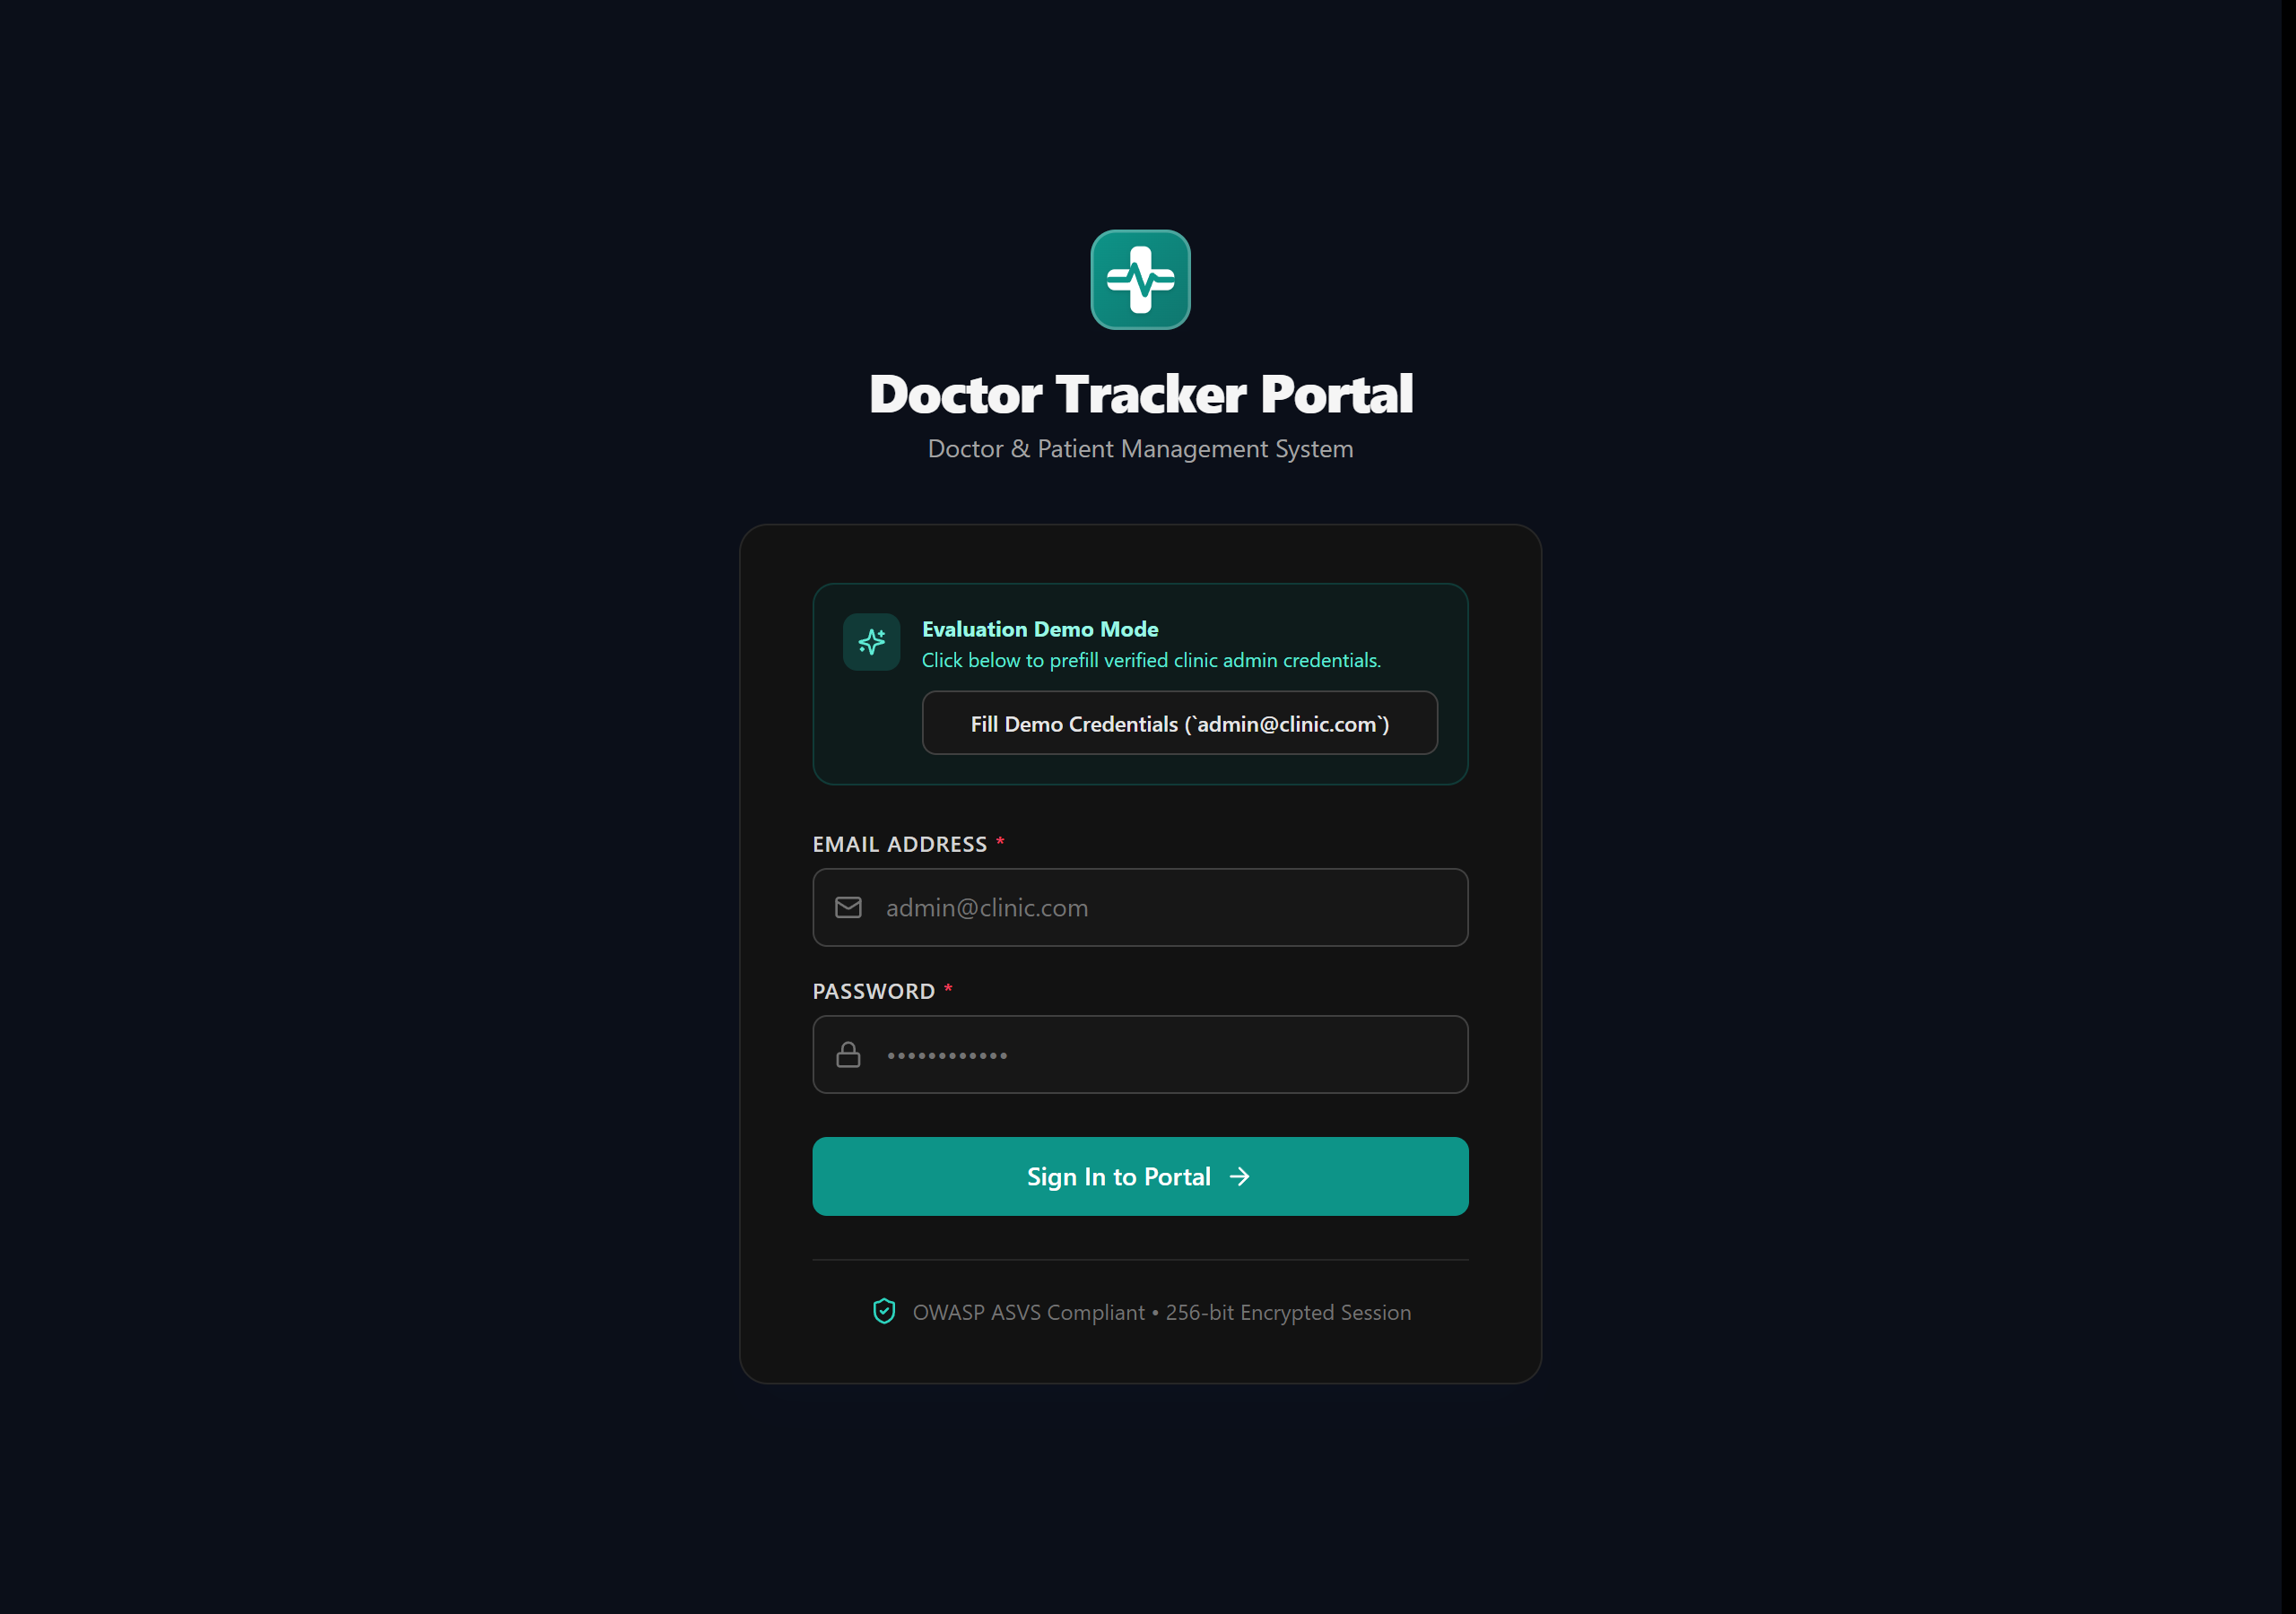 Doctor Tracker Portal
Doctor & Patient Management System
Evaluation Demo Mode
Click below to prefill verified clinic admin credentials.
Fill Demo Credentials (`admin@clinic.com`)
EMAIL ADDRESS *
admin@clinic.com
PASSWORD *
••••••••••••
Sign In to Portal →
OWASP ASVS Compliant • 256-bit Encrypted Session